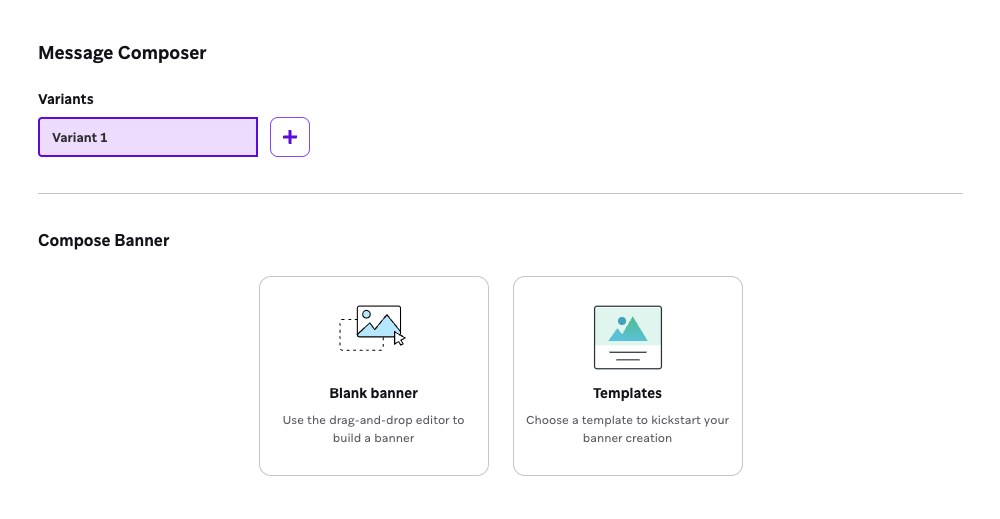 Message Composer
Variants
Variant 1
Compose Banner
Blank banner
Use the drag-and-drop editor to
build a banner
Templates
Choose a template to kickstart your
banner creation